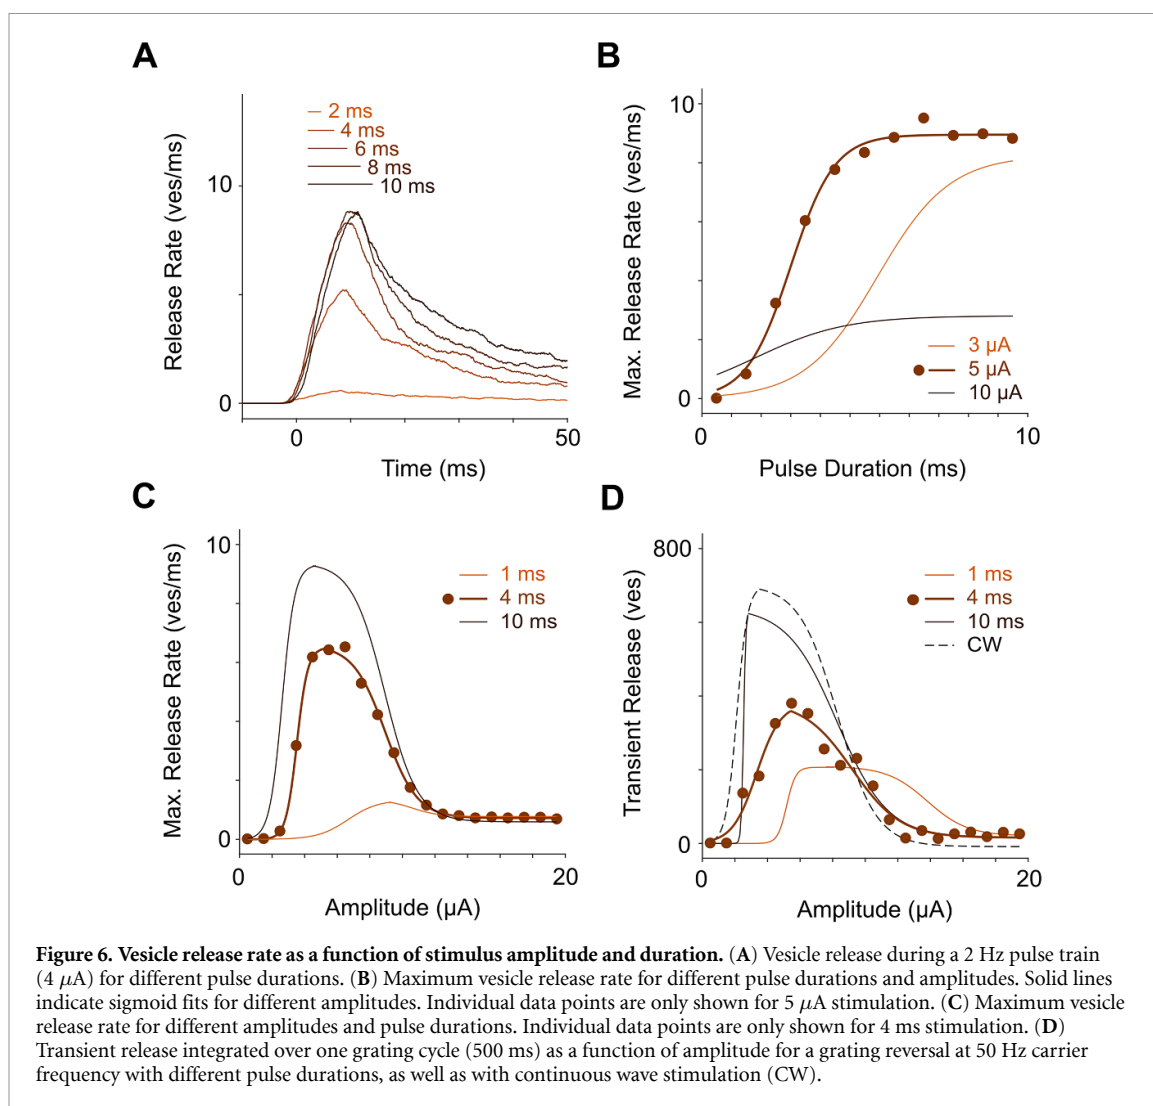 A
2 ms
4 ms
6 ms
8 ms
10 ms
Release Rate (ves/ms)
10
0
0
50
Time (ms)
B
Max. Release Rate (ves/ms)
10
0
3 µA
5 µA
10 µA
0
10
Pulse Duration (ms)
C
Max. Release Rate (ves/ms)
10
0
1 ms
4 ms
10 ms
0
20
Amplitude (µA)
D
Transient Release (ves)
800
0
1 ms
4 ms
10 ms
CW
0
20
Amplitude (µA)
Figure 6. Vesicle release rate as a function of stimulus amplitude and duration. (A) Vesicle release during a 2 Hz pulse train
(4 µA) for different pulse durations. (B) Maximum vesicle release rate for different pulse durations and amplitudes. Solid lines
indicate sigmoid fits for different amplitudes. Individual data points are only shown for 5 µA stimulation. (C) Maximum vesicle
release rate for different amplitudes and pulse durations. Individual data points are only shown for 4 ms stimulation. (D)
Transient release integrated over one grating cycle (500 ms) as a function of amplitude for a grating reversal at 50 Hz carrier
frequency with different pulse durations, as well as with continuous wave stimulation (CW).